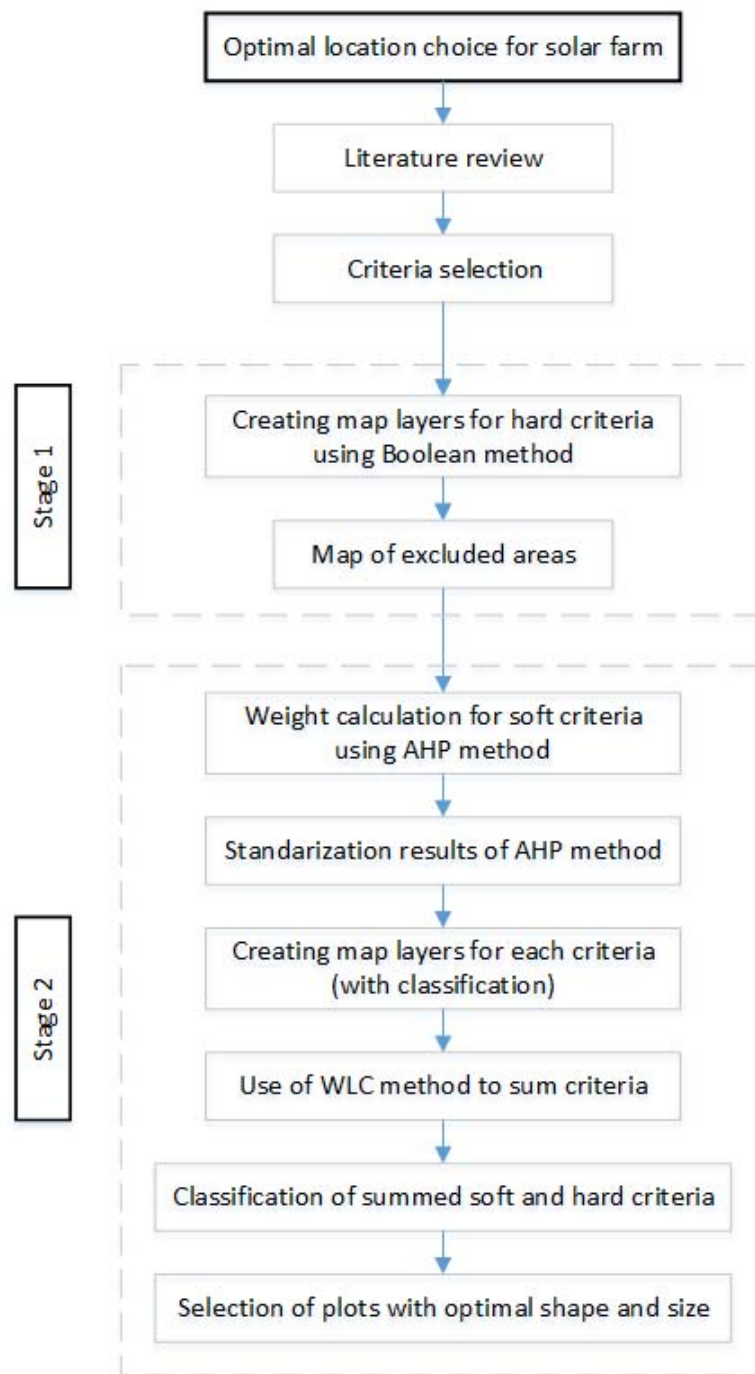 Optimal location choice for solar farm
Literature review
Criteria selection
Stage 1
Creating map layers for hard criteria
using Boolean method
Map of excluded areas
Stage 2
Weight calculation for soft criteria
using AHP method
Standarization results of AHP method
Creating map layers for each criteria
(with classification)
Use of WLC method to sum criteria
Classification of summed soft and hard criteria
Selection of plots with optimal shape and size